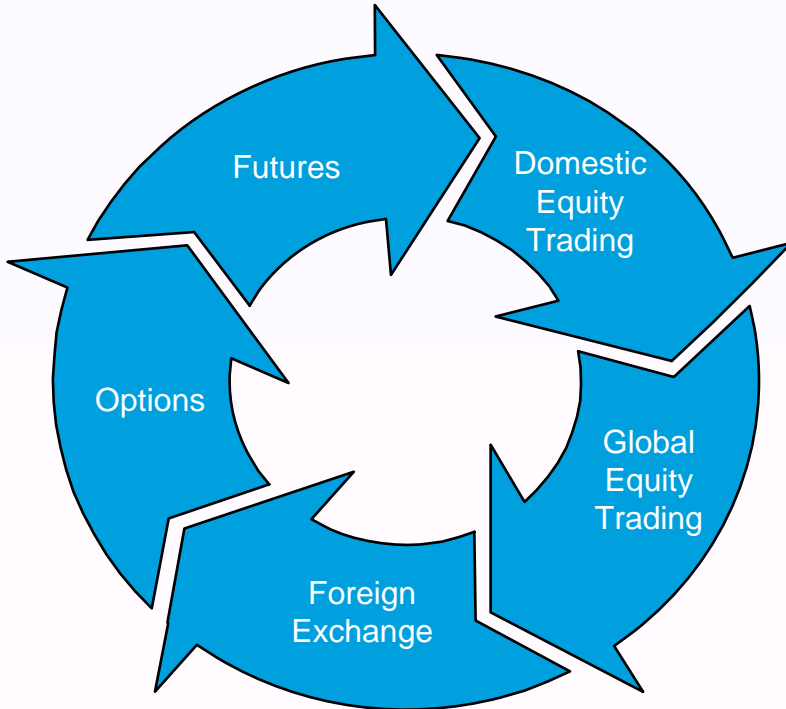 Futures
Domestic
Equity
Trading
Global
Equity
Trading
Foreign
Exchange
Options